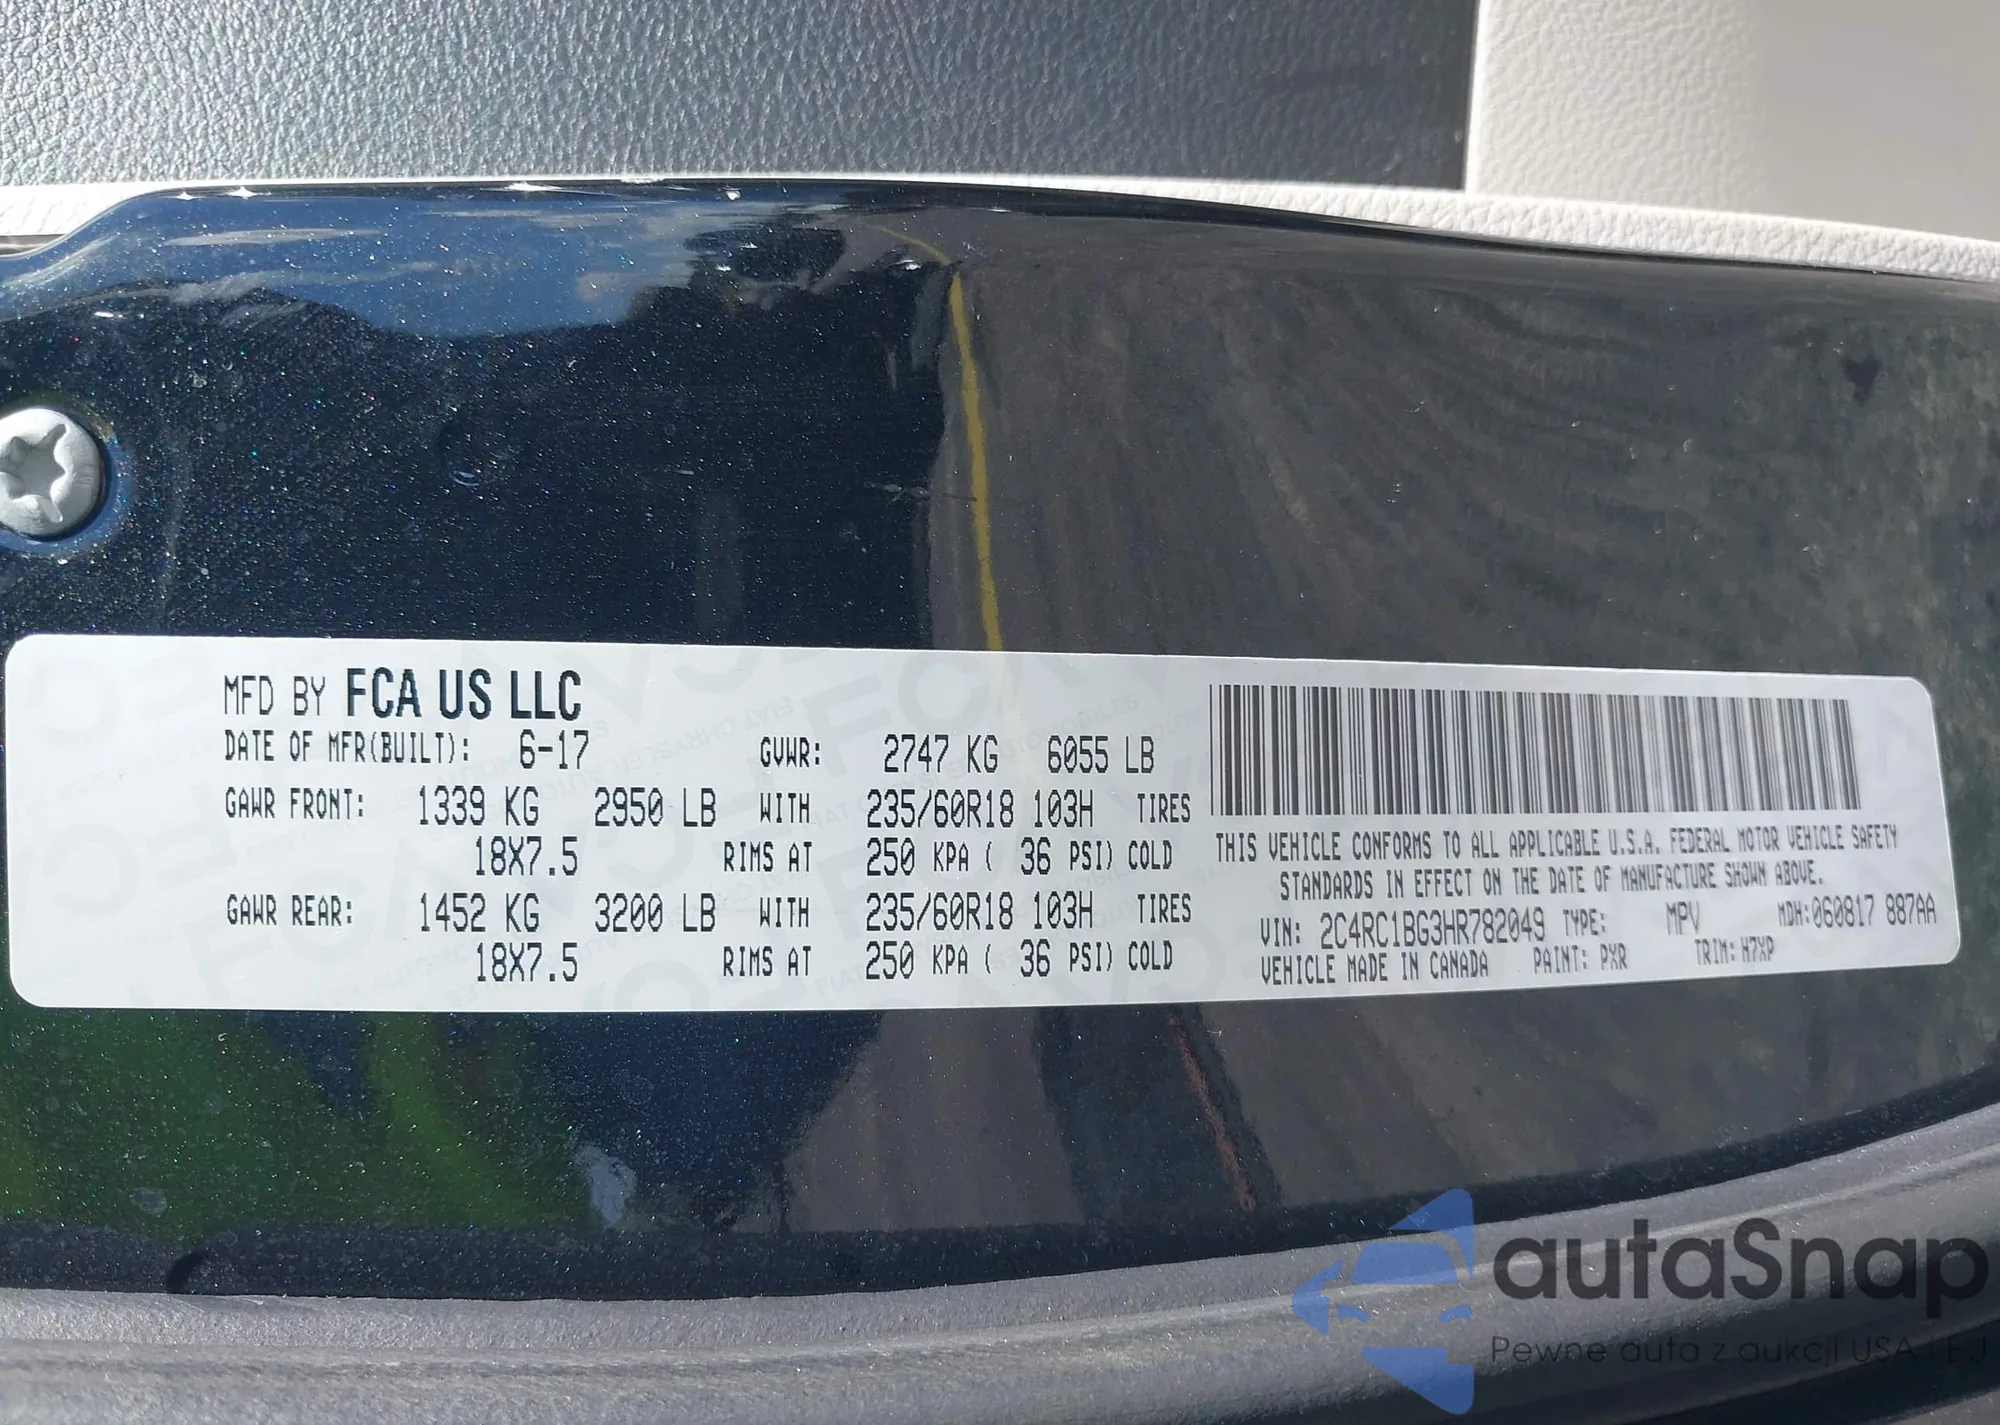 MFD BY FCA US LLC
DATE OF MFR(BUILT): 6-17 GVWR: 2747 KG 6055 LB
GAWR FRONT: 1339 KG 2950 LB WITH 235/60R18 103H TIRES
18X7.5 RIMS AT 250 KPA ( 36 PSI) COLD
GAWR REAR: 1452 KG 3200 LB WITH 235/60R18 103H TIRES
18X7.5 RIMS AT 250 KPA ( 36 PSI) COLD
THIS VEHICLE CONFORMS TO ALL APPLICABLE U.S.A. FEDERAL MOTOR VEHICLE SAFETY
STANDARDS IN EFFECT ON THE DATE OF MANUFACTURE SHOWN ABOVE.
VIN: 2C4RC1BG3HR782049 TYPE: MPV MDH:060817 887AA
VEHICLE MADE IN CANADA PAINT: PXR TRIM: H7XP
autaSnap
Pewne auto z aukcji USA i EJ